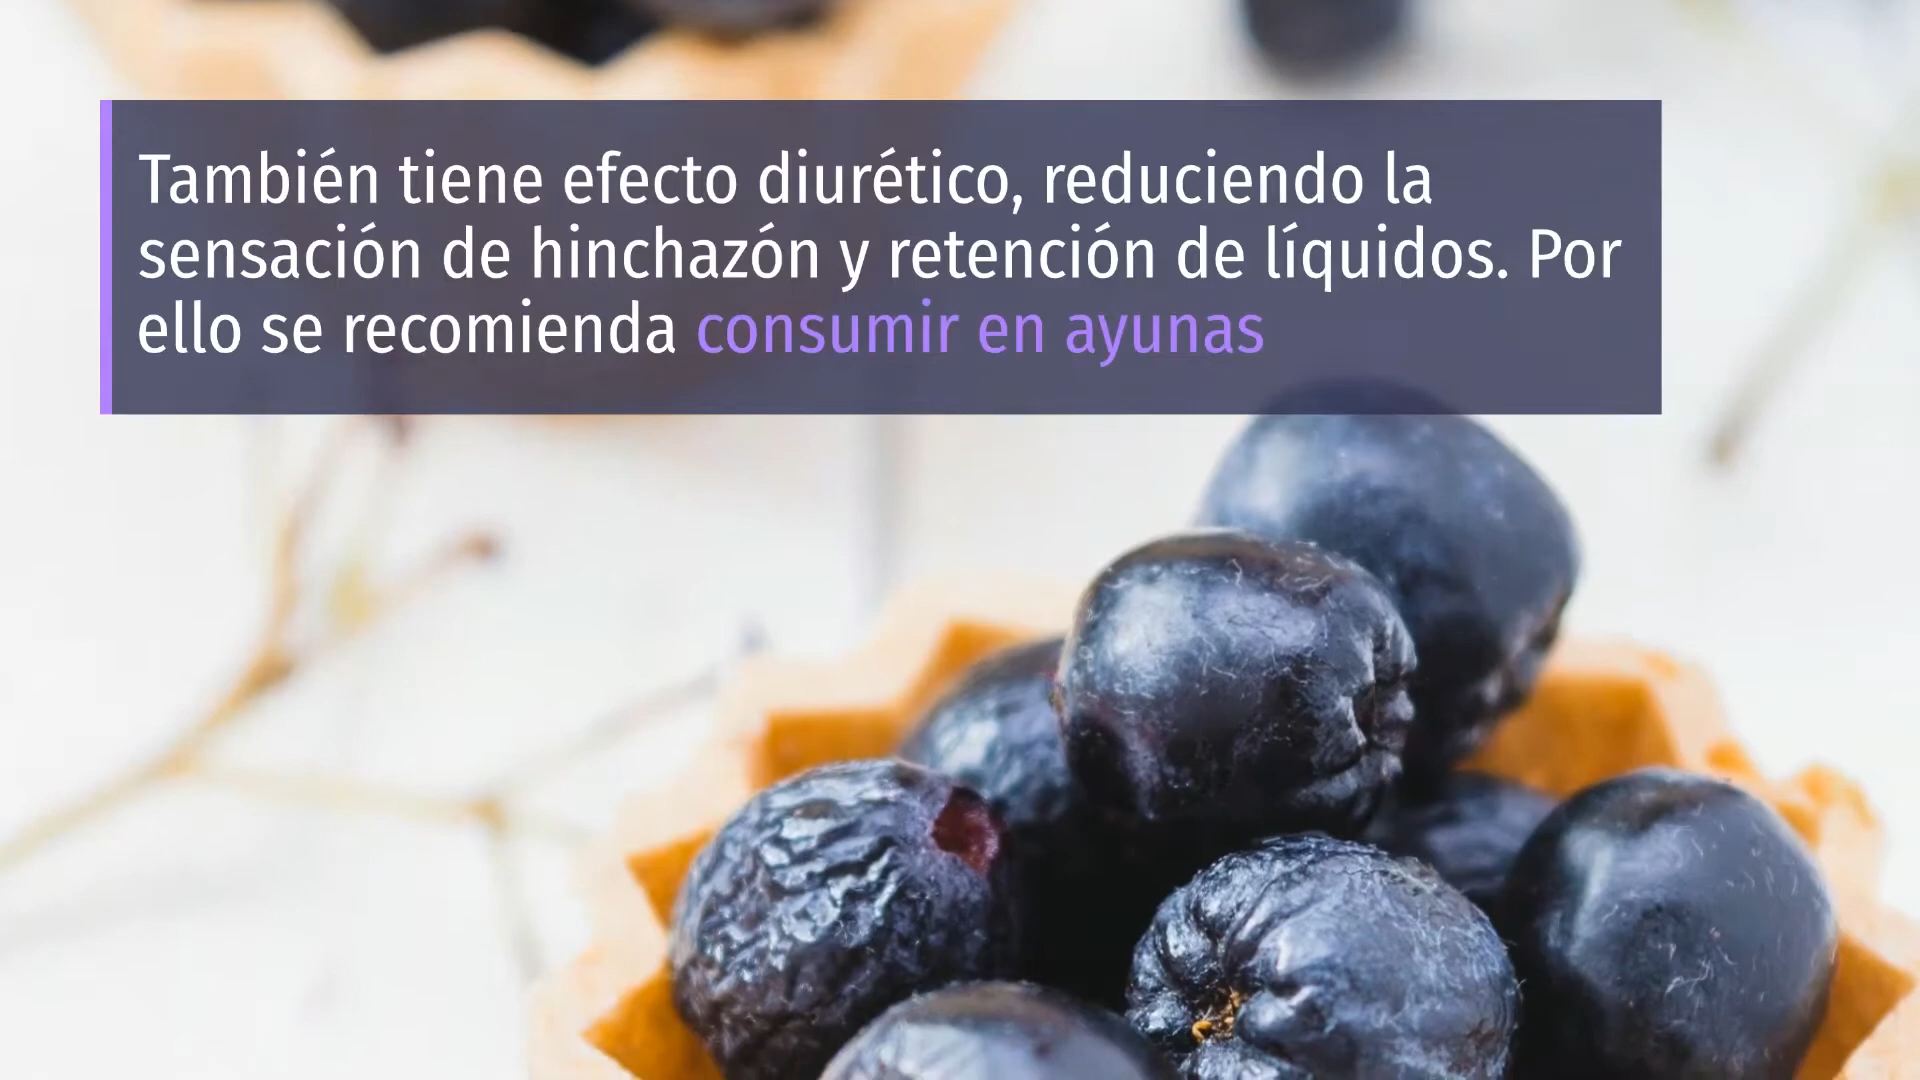 También tiene efecto diurético, reduciendo la
sensación de hinchazón y retención de líquidos. Por
ello se recomienda consumir en ayunas